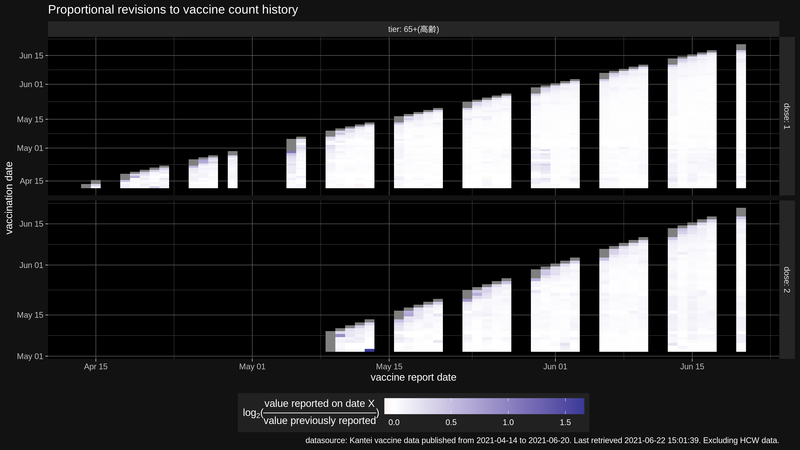 Proportional revisions to vaccine count history
tier: 65+(高齢)
Jun 15
Jun 01
May 15
May 01
Apr 15
dose: 1
vaccination date
Jun 15
Jun 01
May 15
May 01
dose: 2
Apr 15
May 01
May 15
Jun 01
Jun 15
vaccine report date
log2(value reported on date X
value previously reported)
0.0
0.5
1.0
1.5
datasource: Kantei vaccine data published from 2021-04-14 to 2021-06-20. Last retrieved 2021-06-22 15:01:39. Excluding HCW data.